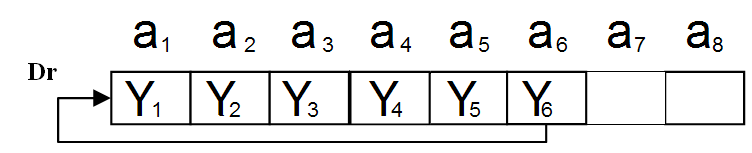 a₁ a₂ a₃ a₄ a₅ a₆ a₇ a₈
Dr
Y₁ Y₂ Y₃ Y₄ Y₅ Y₆